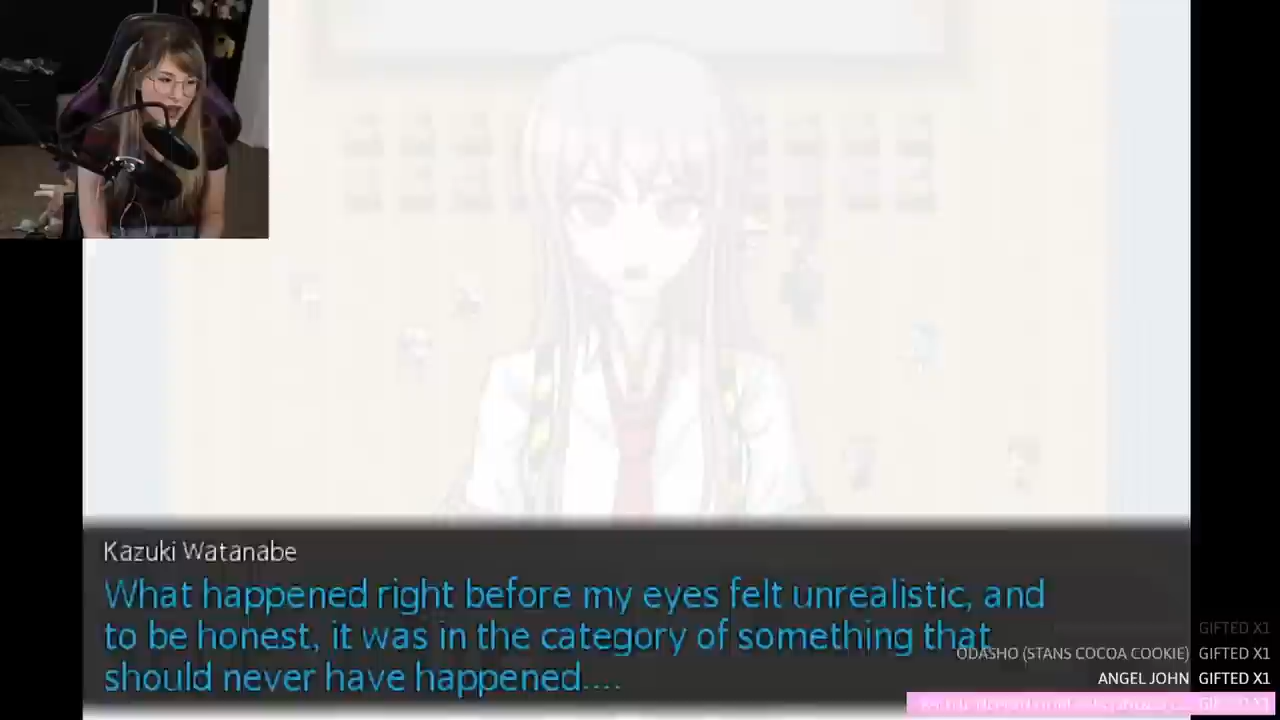 Kazuki Watanabe
What happened right before my eyes felt unrealistic, and
to be honest, it was in the category of something that
should never have happened....
GIFTED X1
ODASHO (STANS COCOA COOKIE) GIFTED X1
ANGEL JOHN GIFTED X1
GIFTED X1